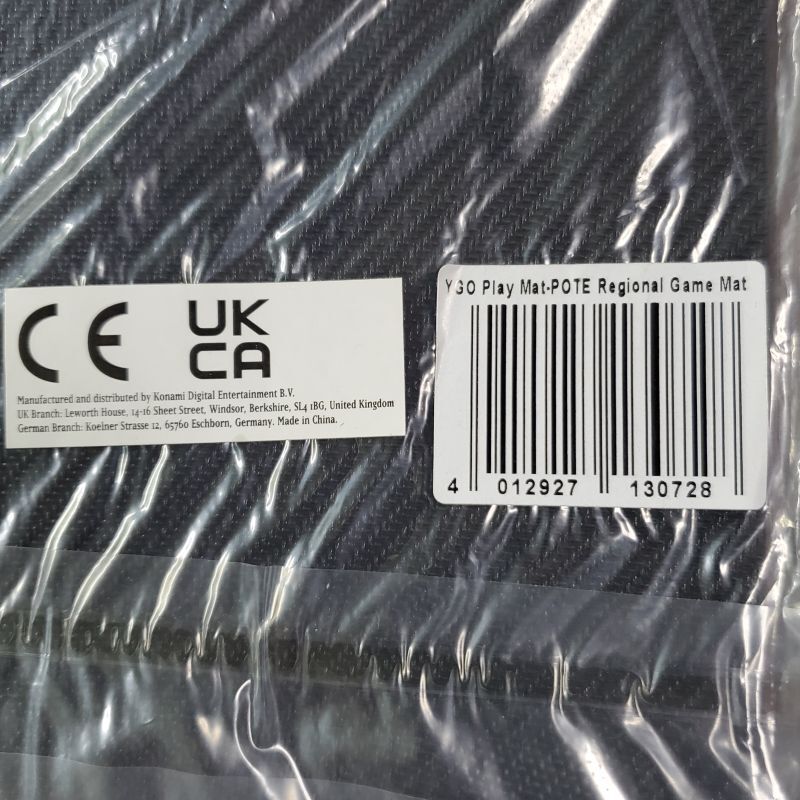 CE UK
CA
Manufactured and distributed by Konami Digital Entertainment B.V.
UK Branch: Leworth House, 14-16 Sheet Street, Windsor, Berkshire, SL4 1BG, United Kingdom
German Branch: Koelner Strasse 12, 65760 Eschborn, Germany. Made in China.
YGO Play Mat-POTE Regional Game Mat
4 012927 130728